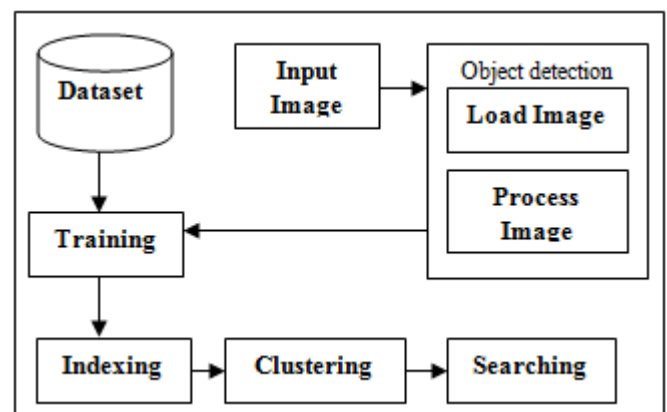 Dataset
Input
Image
Object detection
Load Image
Process
Image
Training
Indexing
Clustering
Searching